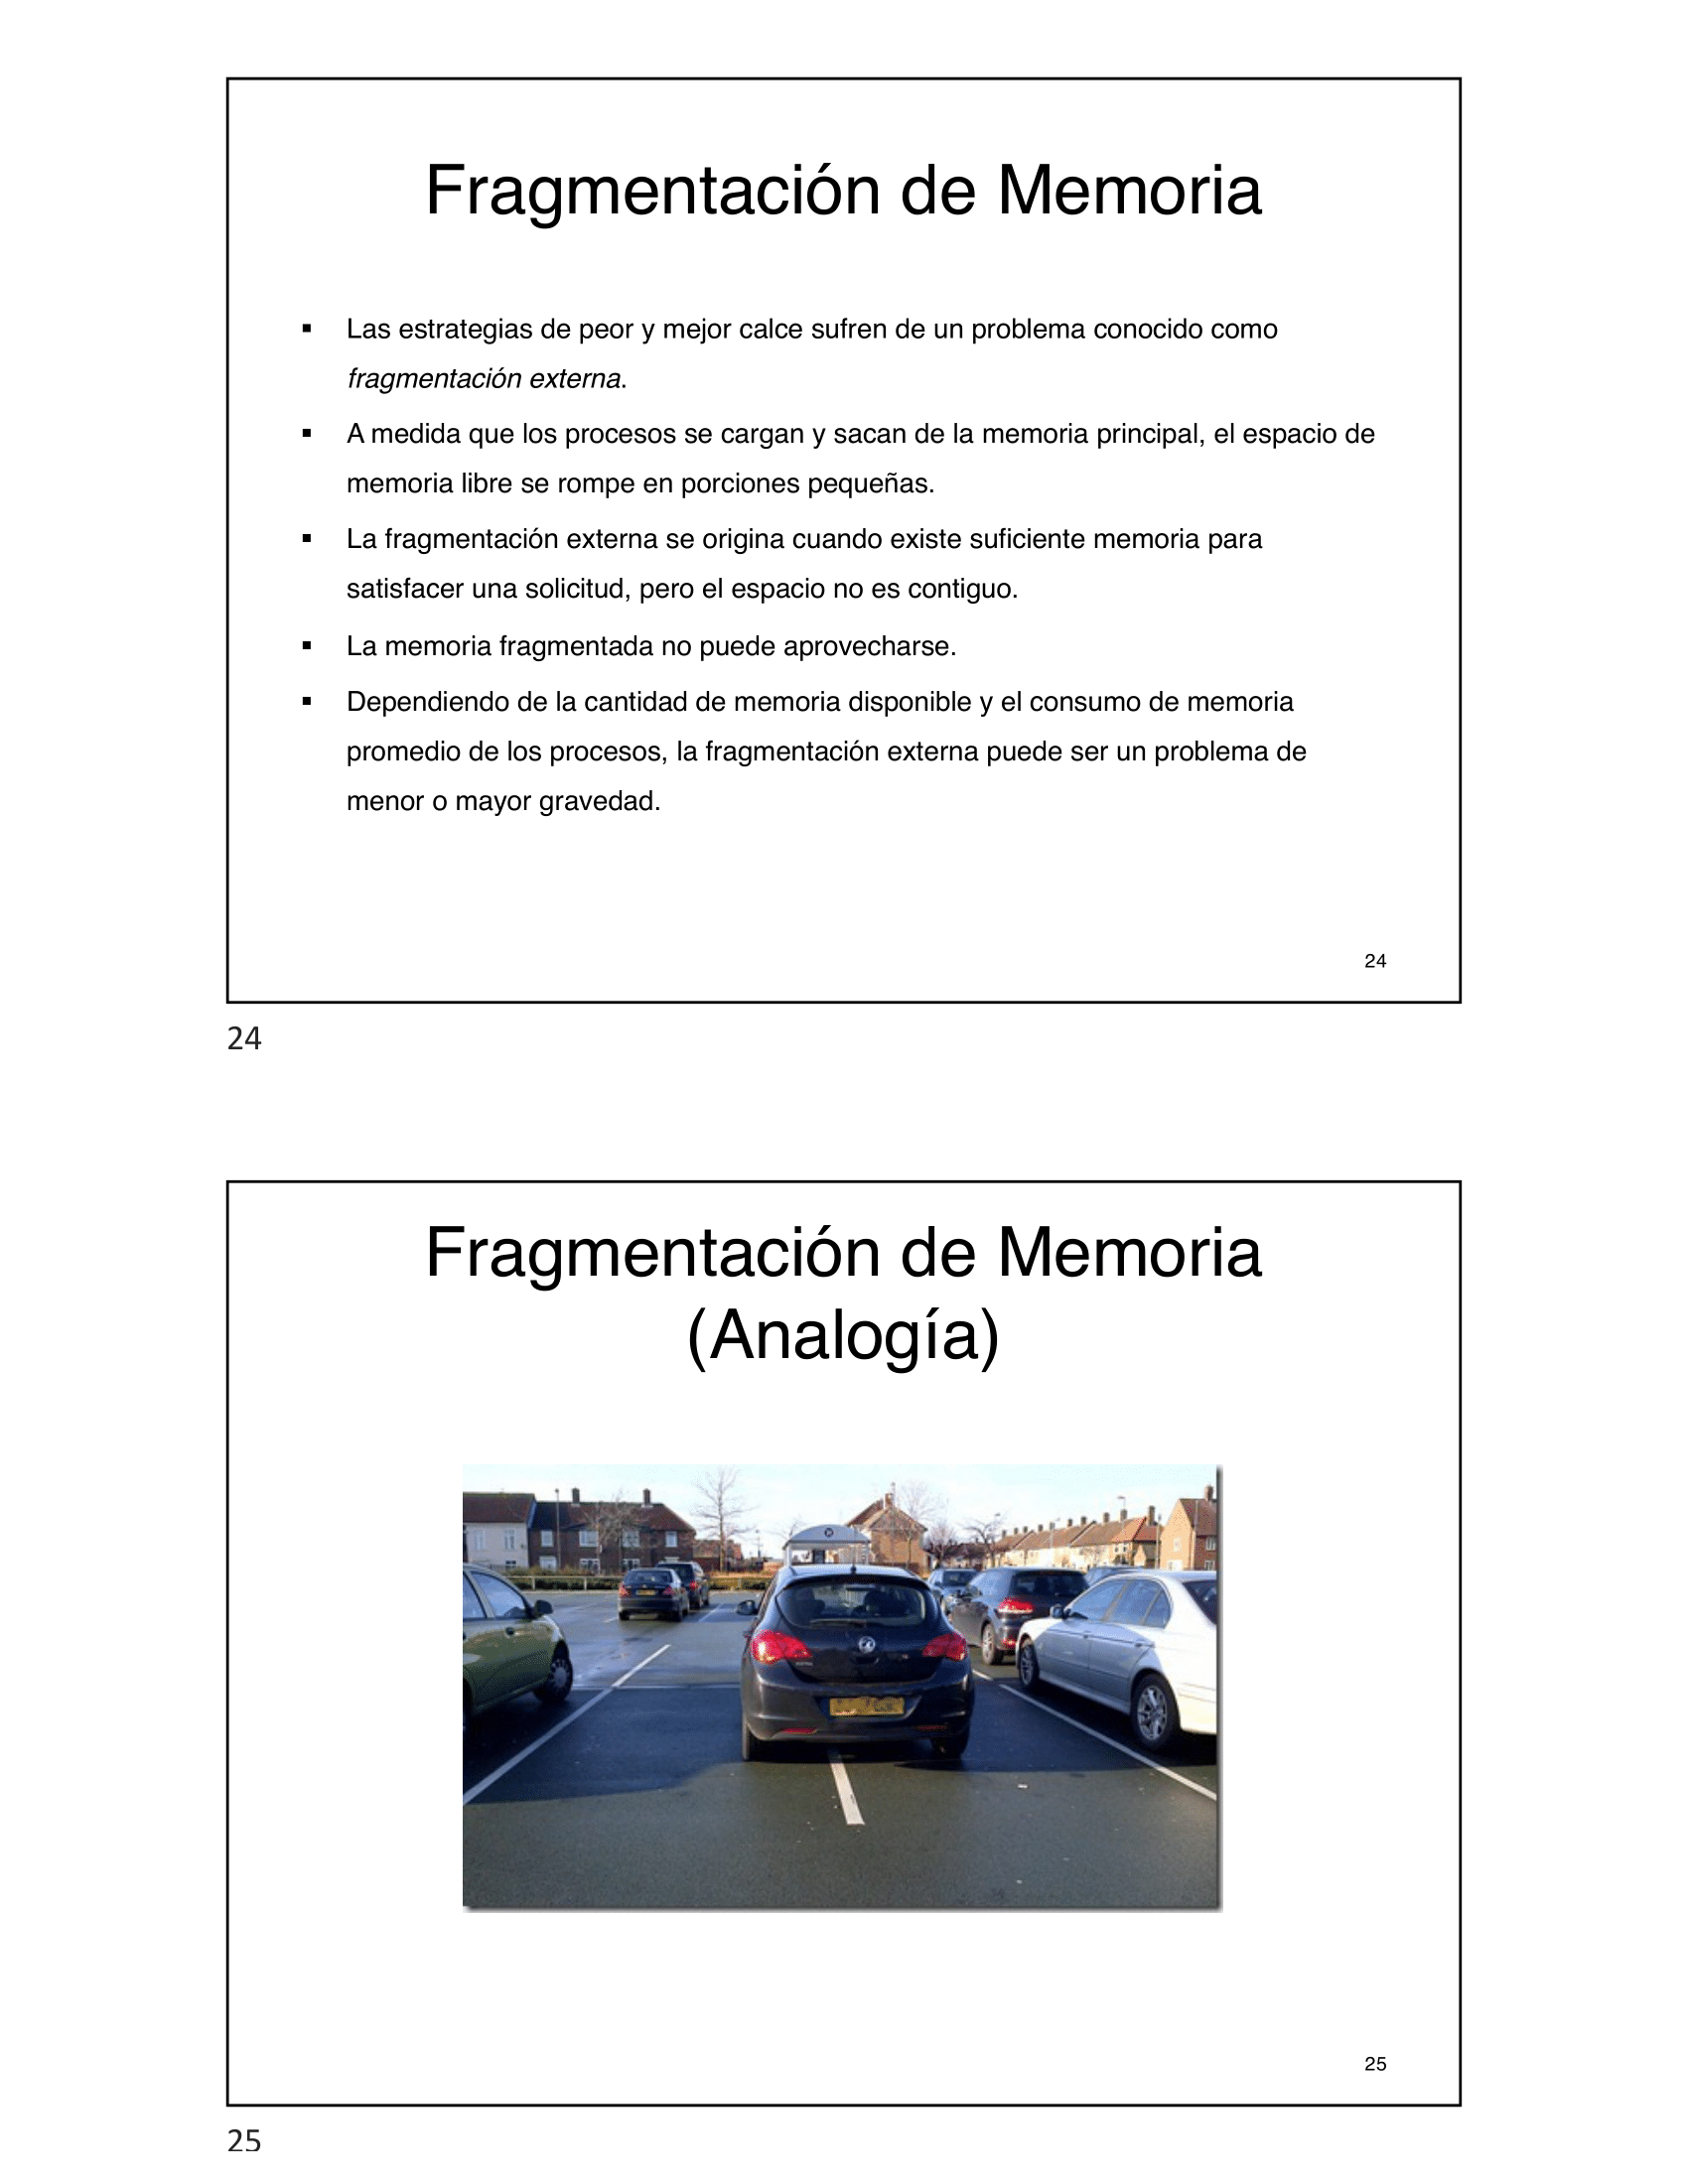 Fragmentación de Memoria
▪ Las estrategias de peor y mejor calce sufren de un problema conocido como
fragmentación externa.
▪ A medida que los procesos se cargan y sacan de la memoria principal, el espacio de
memoria libre se rompe en porciones pequeñas.
▪ La fragmentación externa se origina cuando existe suficiente memoria para
satisfacer una solicitud, pero el espacio no es contiguo.
▪ La memoria fragmentada no puede aprovecharse.
▪ Dependiendo de la cantidad de memoria disponible y el consumo de memoria
promedio de los procesos, la fragmentación externa puede ser un problema de
menor o mayor gravedad.
24
24
Fragmentación de Memoria
(Analogía)
25
25